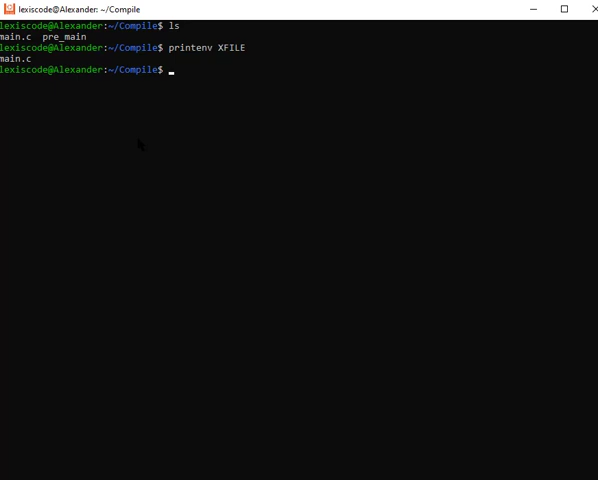 lexiscode@Alexander: ~/Compile
lexiscode@Alexander:~/Compile$ ls
main.c  pre_main
lexiscode@Alexander:~/Compile$ printenv XFILE
main.c
lexiscode@Alexander:~/Compile$